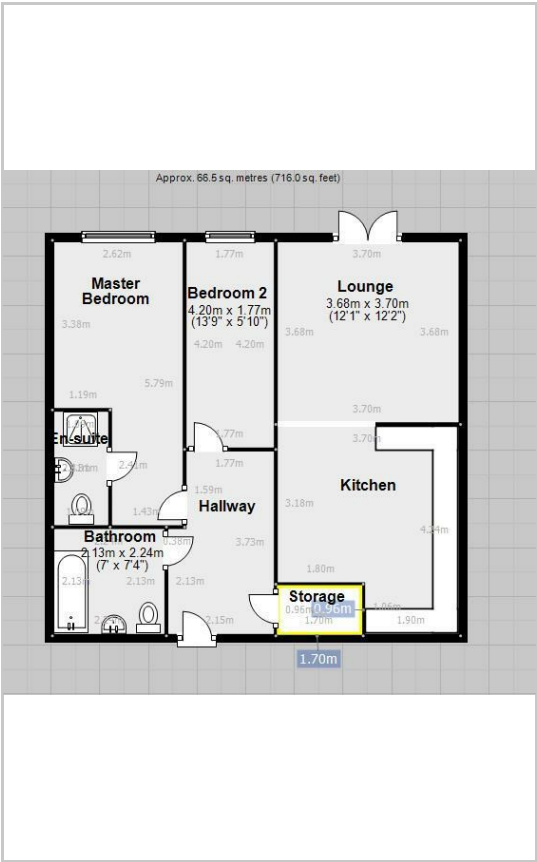 Approx. 66.5 sq. metres (716.0 sq. feet)
2.62m
1.77m
3.70m
Master
Bedroom
Bedroom 2
4.20m x 1.77m
(13'9" x 5'10")
Lounge
3.68m x 3.70m
(12'1" x 12'2")
3.38m
4.20m 4.20m
3.68m 3.68m
5.79m
1.19m
3.70m
1.77m
3.70m
En-suite
2.41m
1.77m
1.59m
Kitchen
1.43m
Hallway
3.18m
4.24m
Bathroom
2.13m x 2.24m
(7' x 7'4")
0.38m
3.73m
1.80m
2.13m 2.13m 2.13m
Storage
0.96m 0.96m 1.06m
2.15m 1.70m 1.90m
1.70m